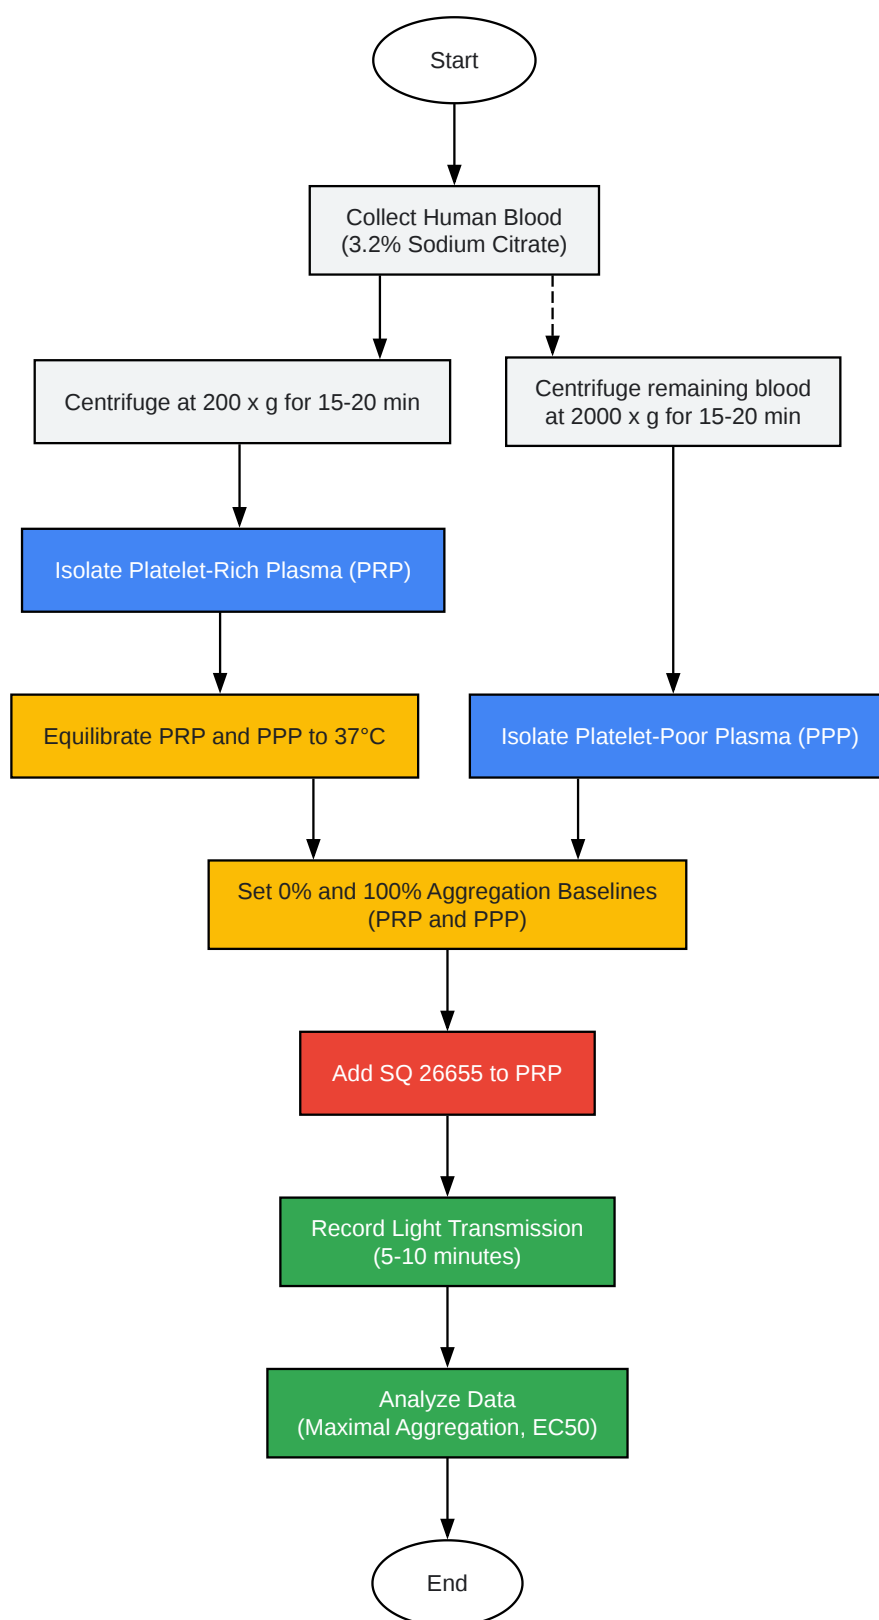 Start
Collect Human Blood
(3.2% Sodium Citrate)
Centrifuge at 200 x g for 15-20 min
Centrifuge remaining blood
at 2000 x g for 15-20 min
Isolate Platelet-Rich Plasma (PRP)
Equilibrate PRP and PPP to 37°C
Isolate Platelet-Poor Plasma (PPP)
Set 0% and 100% Aggregation Baselines
(PRP and PPP)
Add SQ 26655 to PRP
Record Light Transmission
(5-10 minutes)
Analyze Data
(Maximal Aggregation, EC50)
End